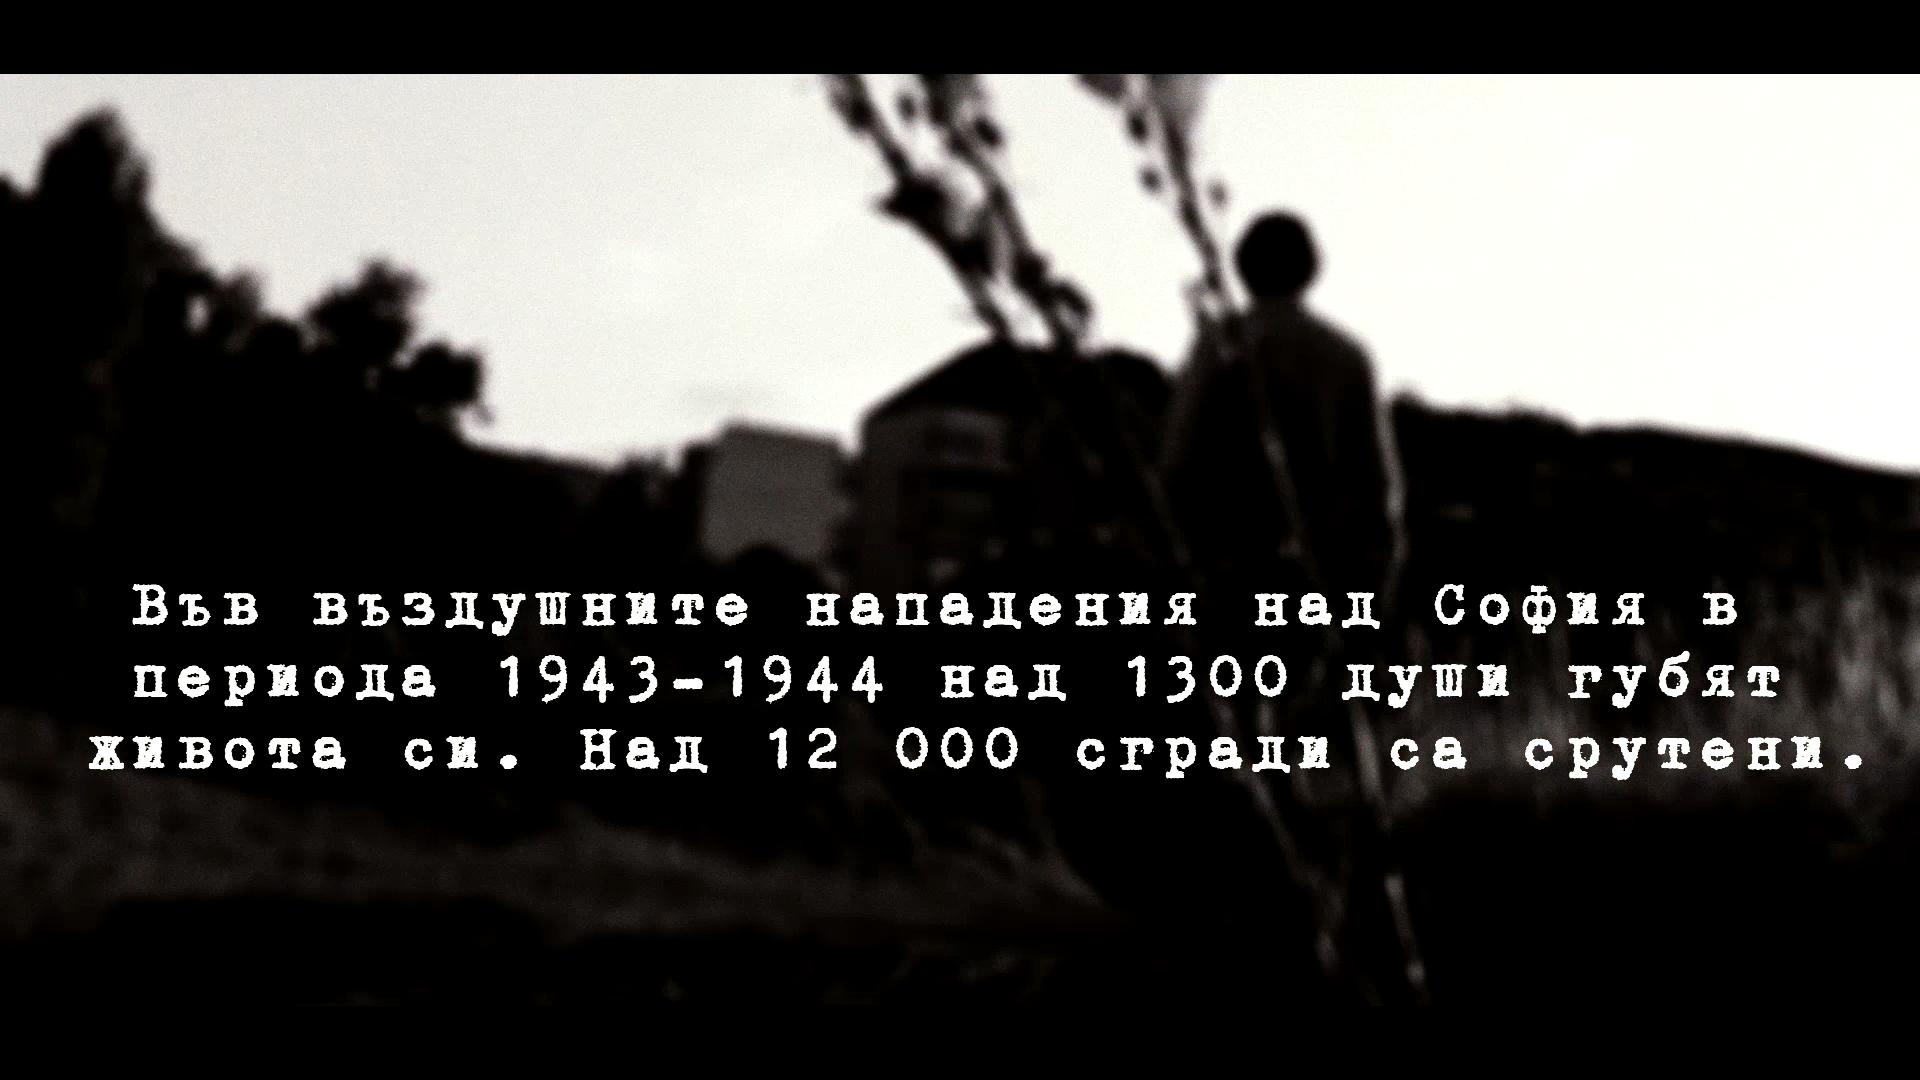 Във въздушните нападения над София в
периода 1943-1944 над 1300 души губят
живота си. Над 12 000 сгради са срутени.